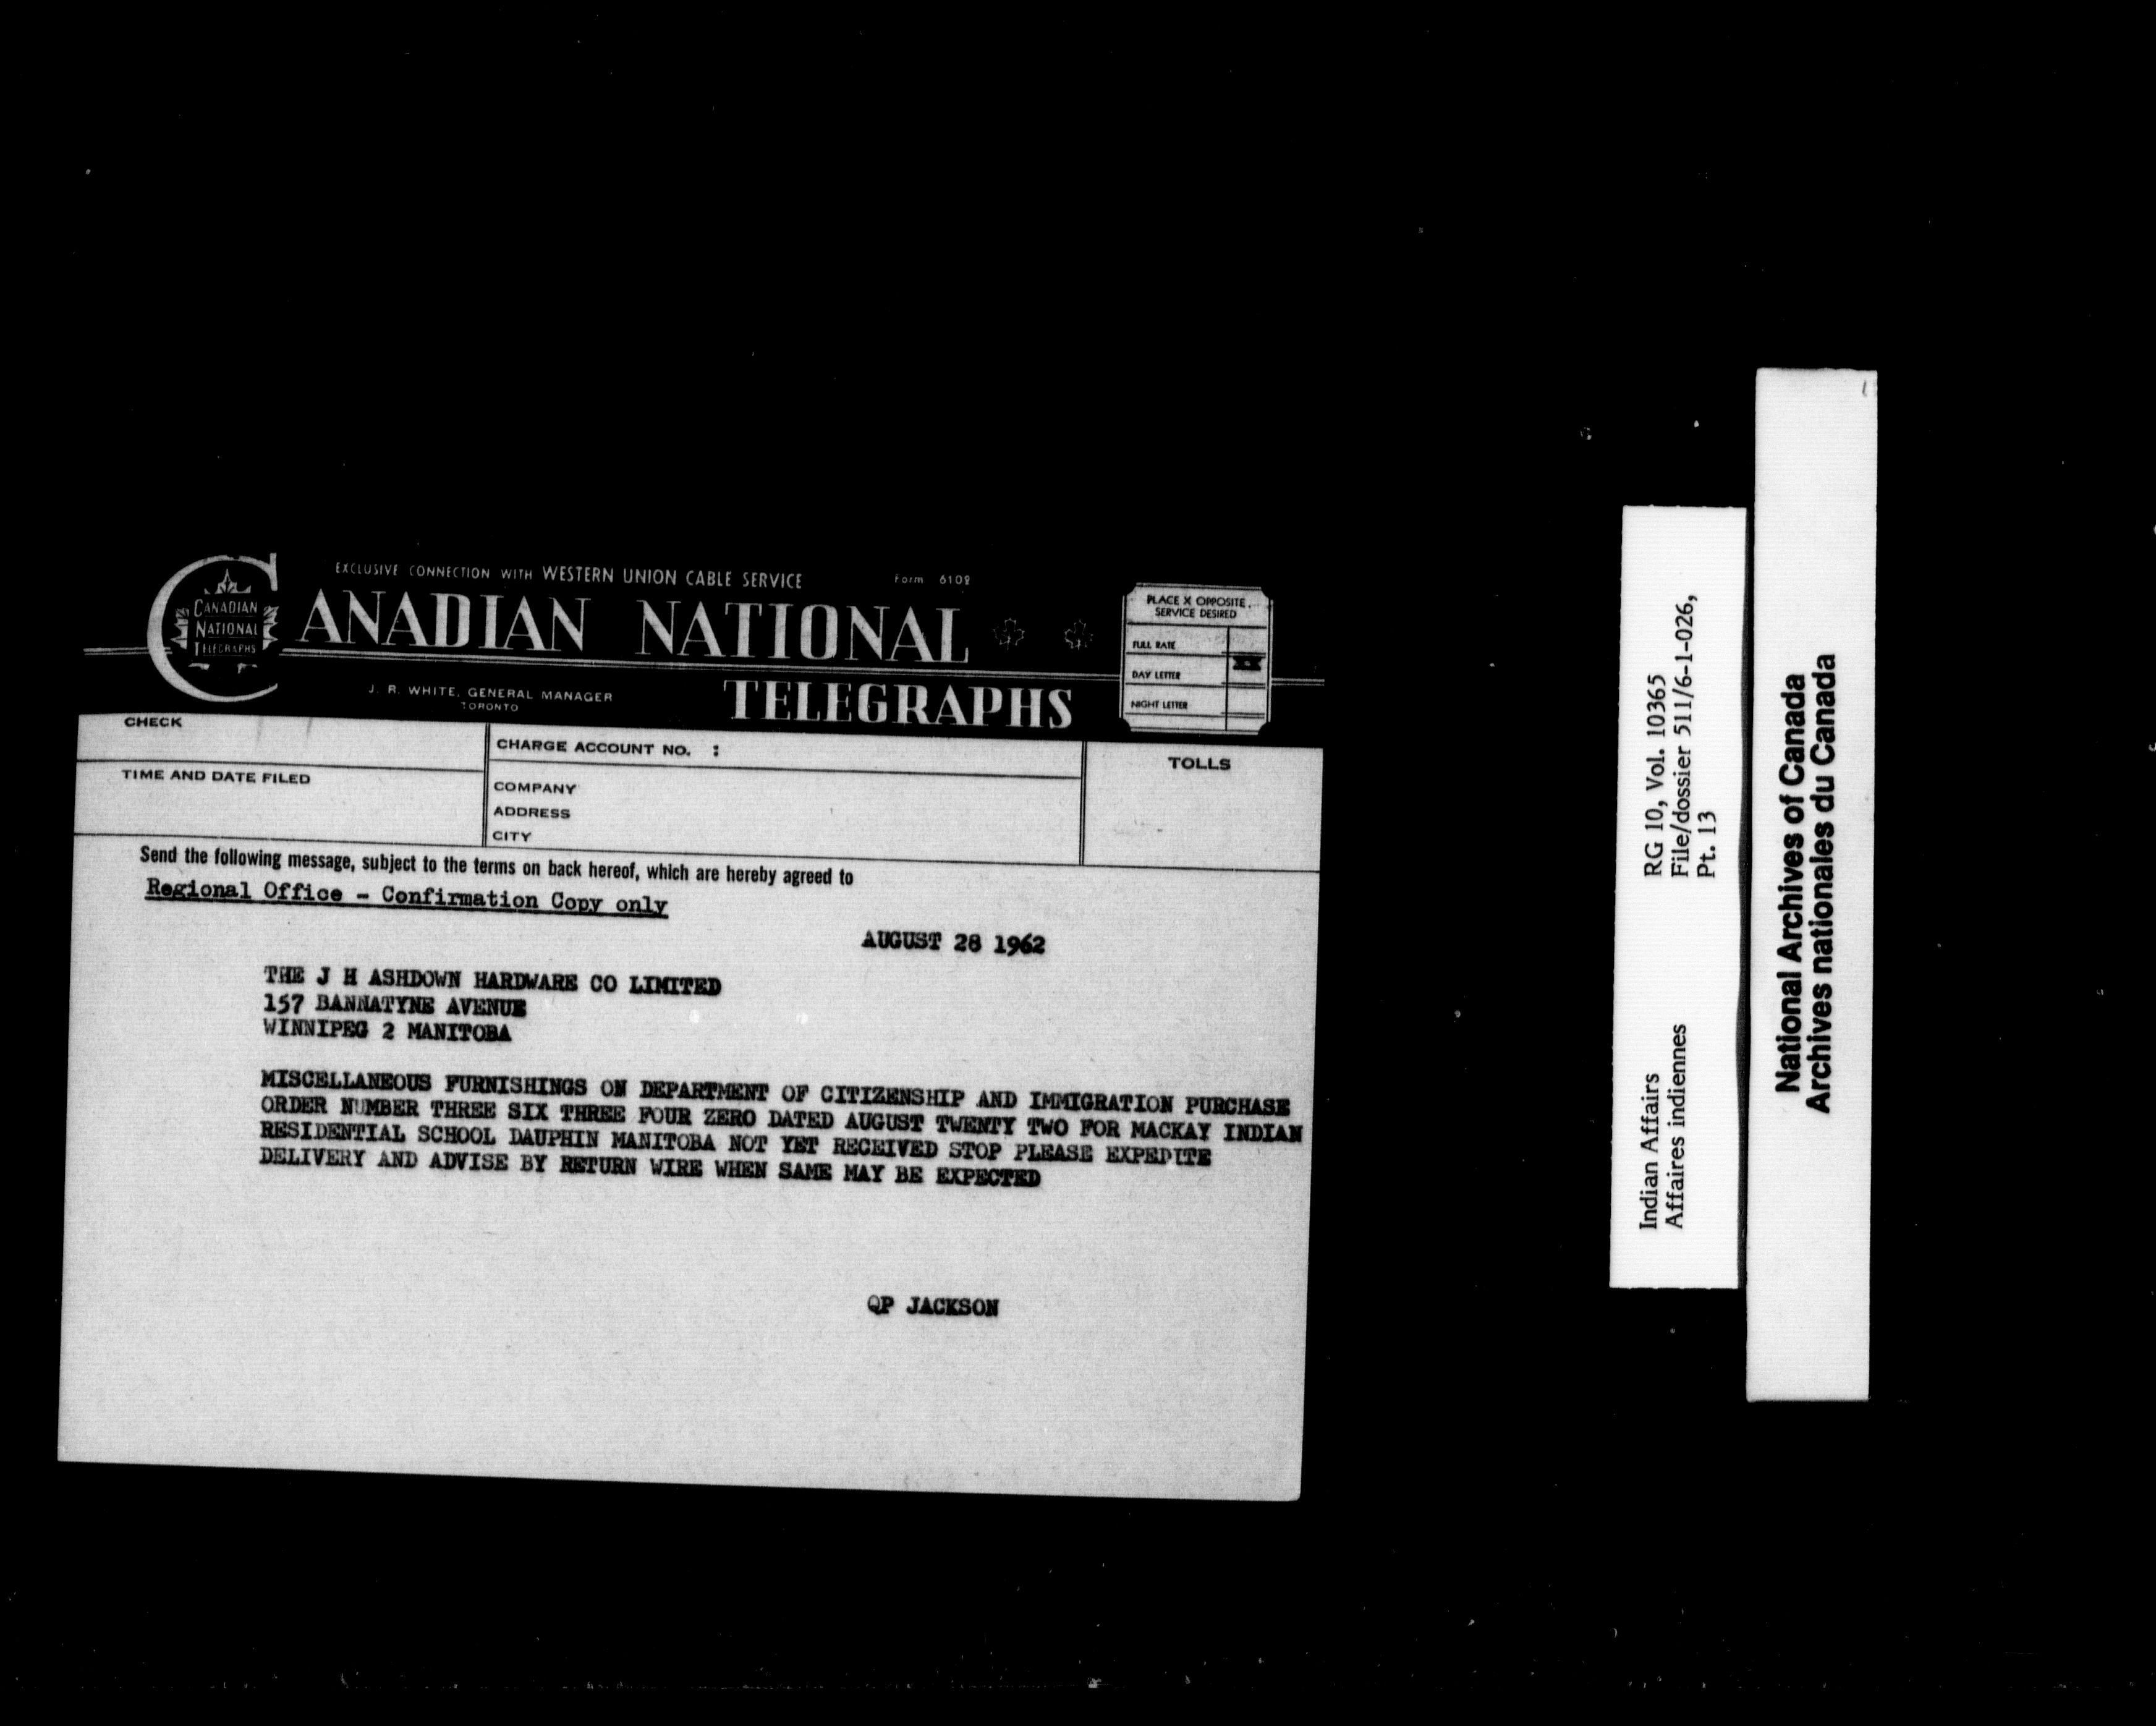 EXCLUSIVE CONNECTION WITH WESTERN UNION CABLE SERVICE
Form 6102
CANADIAN NATIONAL
TELEGRAPHS
CANADIAN
NATIONAL
TELEGRAPHS
J. R. WHITE, GENERAL MANAGER
TORONTO
PLACE X OPPOSITE
SERVICE DESIRED
FULL RATE
DAY LETTER
NIGHT LETTER
CHECK
TIME AND DATE FILED
CHARGE ACCOUNT NO. :
COMPANY
ADDRESS
CITY
TOLLS
Send the following message, subject to the terms on back hereof, which are hereby agreed to
Regional Office - Confirmation Copy only
AUGUST 28 1962
THE J H ASHDOWN HARDWARE CO LIMITED
157 BANNATYNE AVENUE
WINNIPEG 2 MANITOBA
MISCELLANEOUS FURNISHINGS ON DEPARTMENT OF CITIZENSHIP AND IMMIGRATION PURCHASE
ORDER NUMBER THREE SIX THREE FOUR ZERO DATED AUGUST TWENTY TWO FOR MACKAY INDIAN
RESIDENTIAL SCHOOL DAUPHIN MANITOBA NOT YET RECEIVED STOP PLEASE EXPEDITE
DELIVERY AND ADVISE BY RETURN WIRE WHEN SAME MAY BE EXPECTED
QP JACKSON
Indian Affairs
Affaires indiennes
RG 10, Vol. 10365
File/dossier 511/6-1-026,
Pt. 13
National Archives of Canada
Archives nationales du Canada